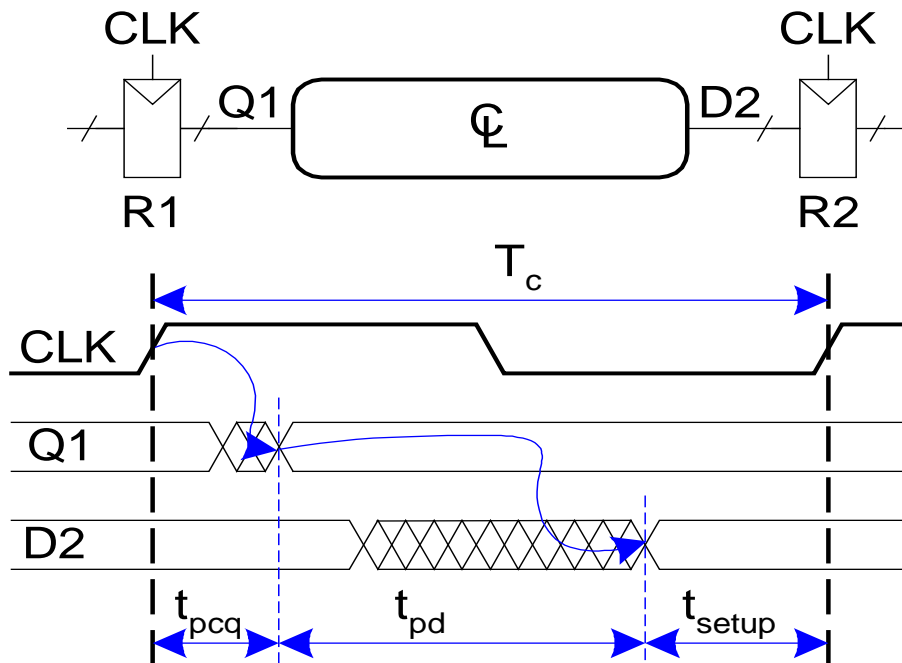 CLK CLK
Q1 CL D2
R1 R2
Tc
CLK
Q1
D2
tpcq tpd tsetup